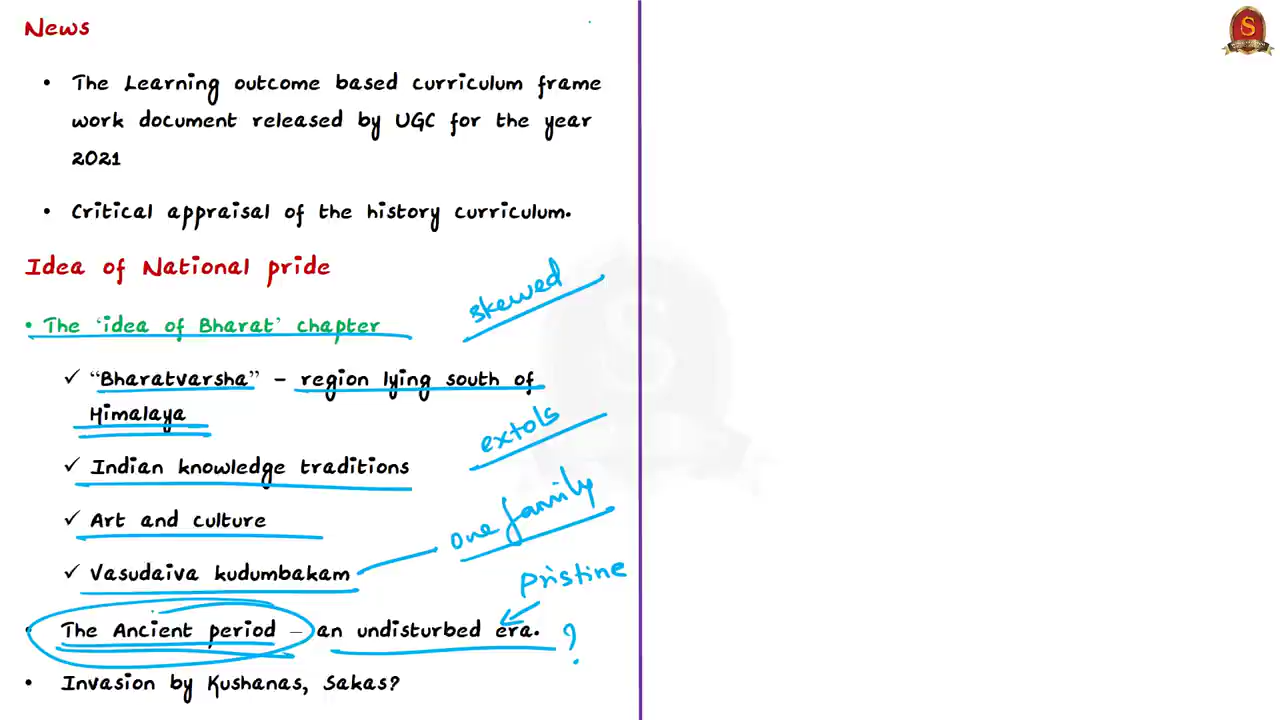 News
• The Learning outcome based curriculum frame
work document released by UGC for the year
2021
• Critical appraisal of the history curriculum.
Idea of National pride
skewed
• The ‘idea of Bharat’ chapter
✓ “Bharatvarsha” – region lying south of
Himalaya
extols
✓ Indian knowledge traditions
✓ Art and culture
one family
✓ Vasudaiva kudumbakam
Pristine
• The Ancient period – an undisturbed era. ?
• Invasion by Kushanas, Sakas?